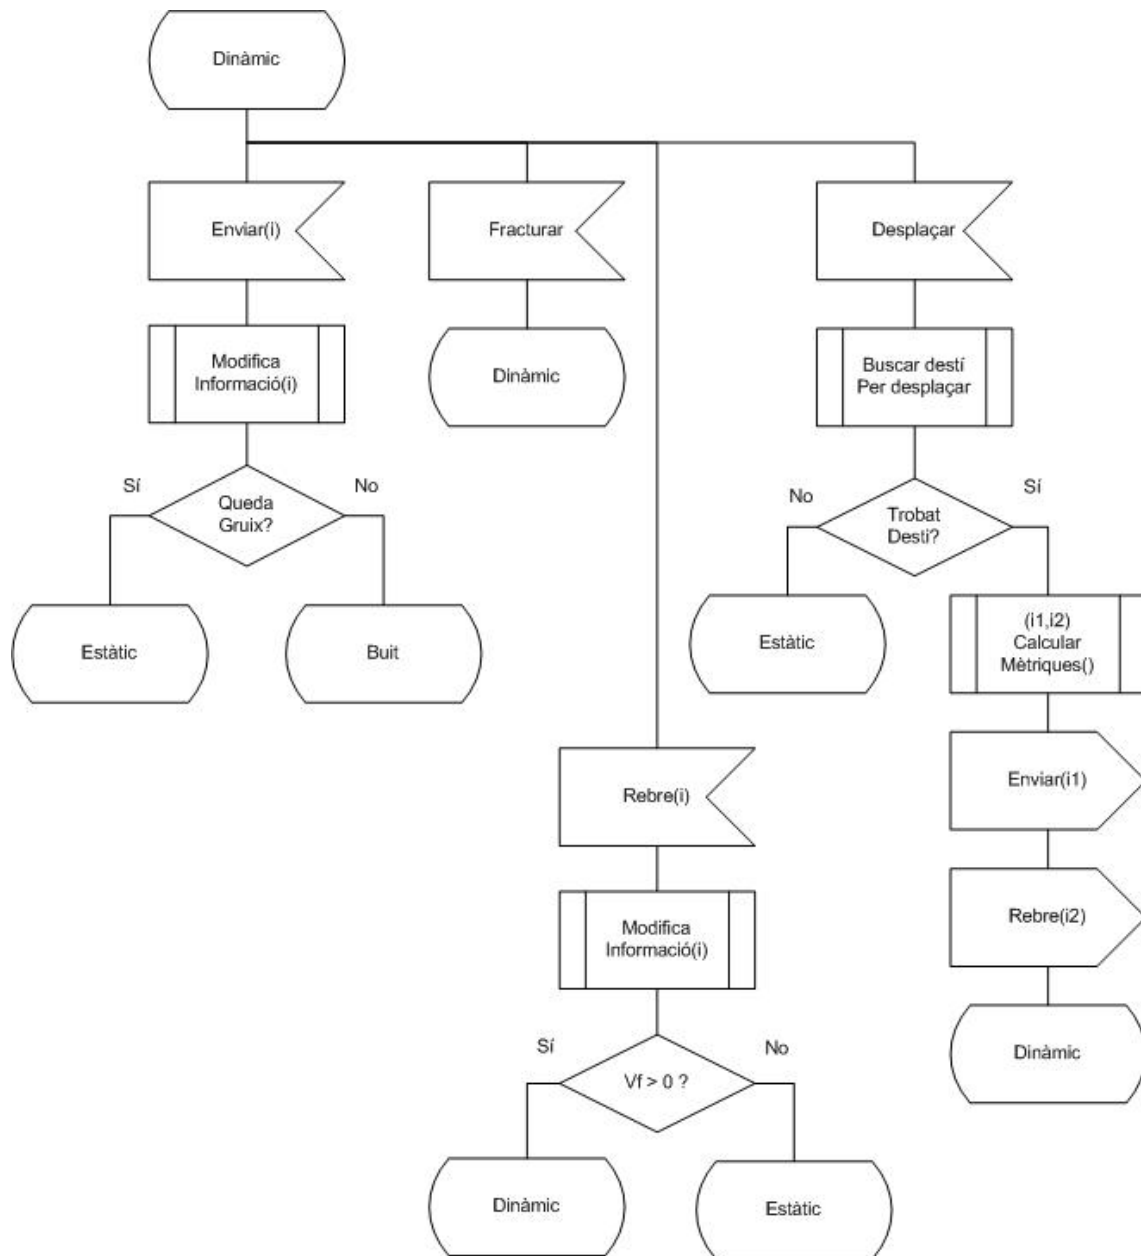 Dinàmic
Enviar(i)
Fracturar
Desplaçar
Modifica
Informació(i)
Dinàmic
Buscar destí
Per desplaçar
Sí
No
Queda
Gruix?
No
Sí
Trobat
Desti?
Estàtic
Buit
Estàtic
(i1,i2)
Calcular
Mètriques()
Enviar(i1)
Rebre(i)
Rebre(i2)
Modifica
Informació(i)
Sí
No
Vf > 0 ?
Dinàmic
Dinàmic
Estàtic